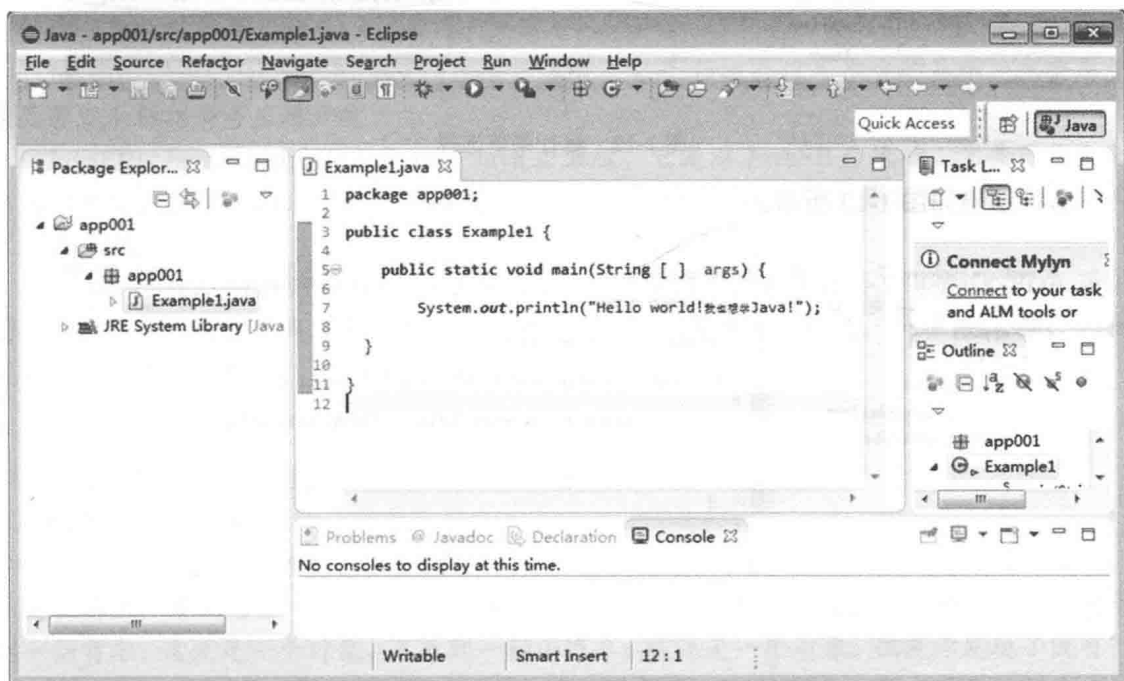 Java - app001/src/app001/Example1.java - Eclipse
File Edit Source Refactor Navigate Search Project Run Window Help
Quick Access
Java
Package Explor...
app001
src
app001
Example1.java
JRE System Library [Java
Example1.java
1 package app001;
2
3 public class Example1 {
4
5 public static void main(String [ ] args) {
6
7 System.out.println("Hello world!我要想学Java!");
8
9 }
10
11 }
12
Task L...
Connect Mylyn
Connect to your task
and ALM tools or
Outline
app001
Example1
Problems @ Javadoc Declaration Console
No consoles to display at this time.
Writable Smart Insert 12 : 1